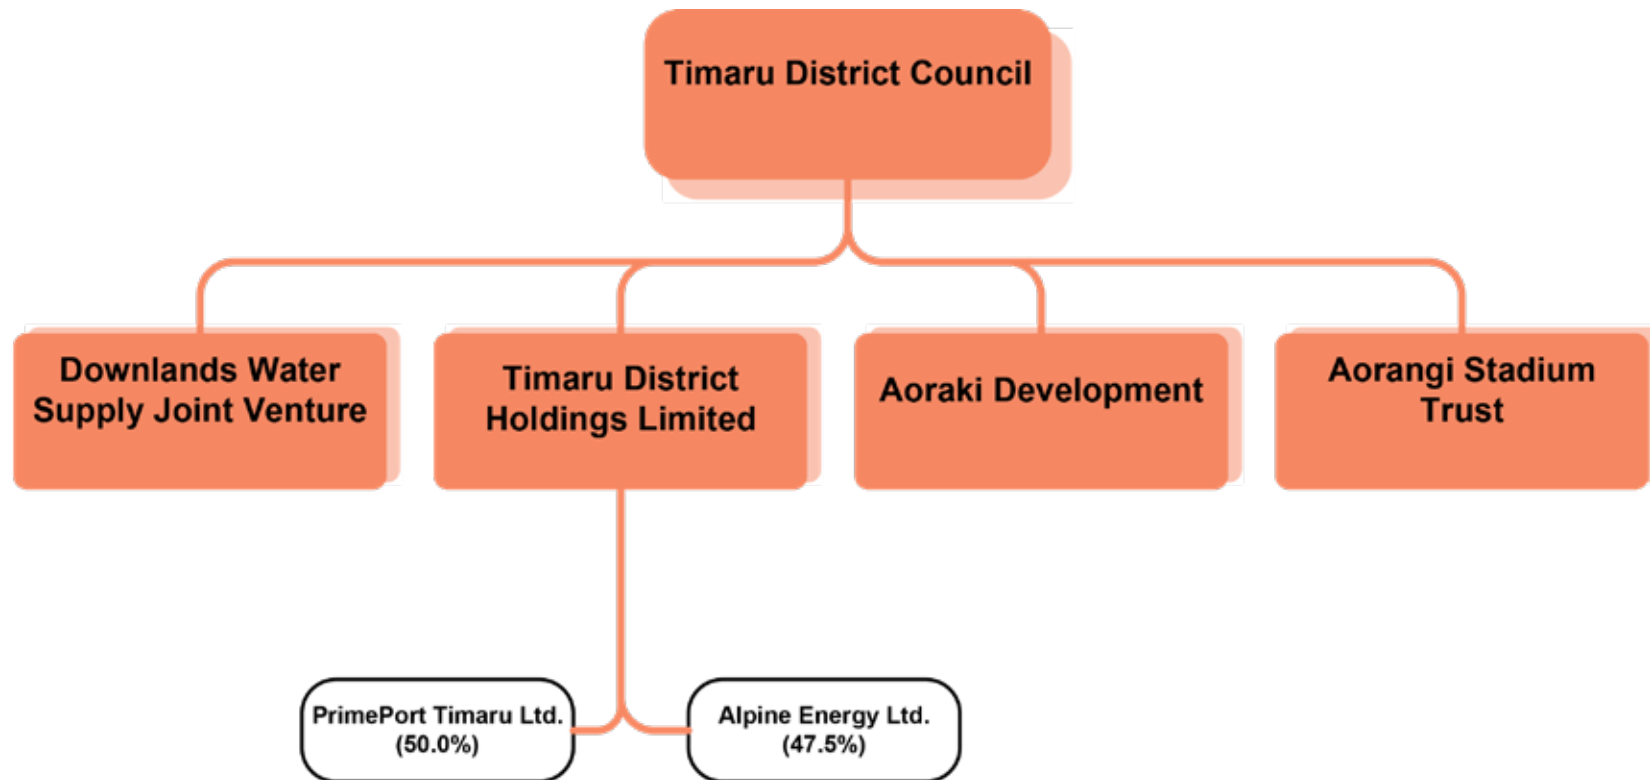 Timaru District Council
Downlands Water
Supply Joint Venture
Timaru District
Holdings Limited
Aoraki Development
Aorangi Stadium
Trust
PrimePort Timaru Ltd.
(50.0%)
Alpine Energy Ltd.
(47.5%)